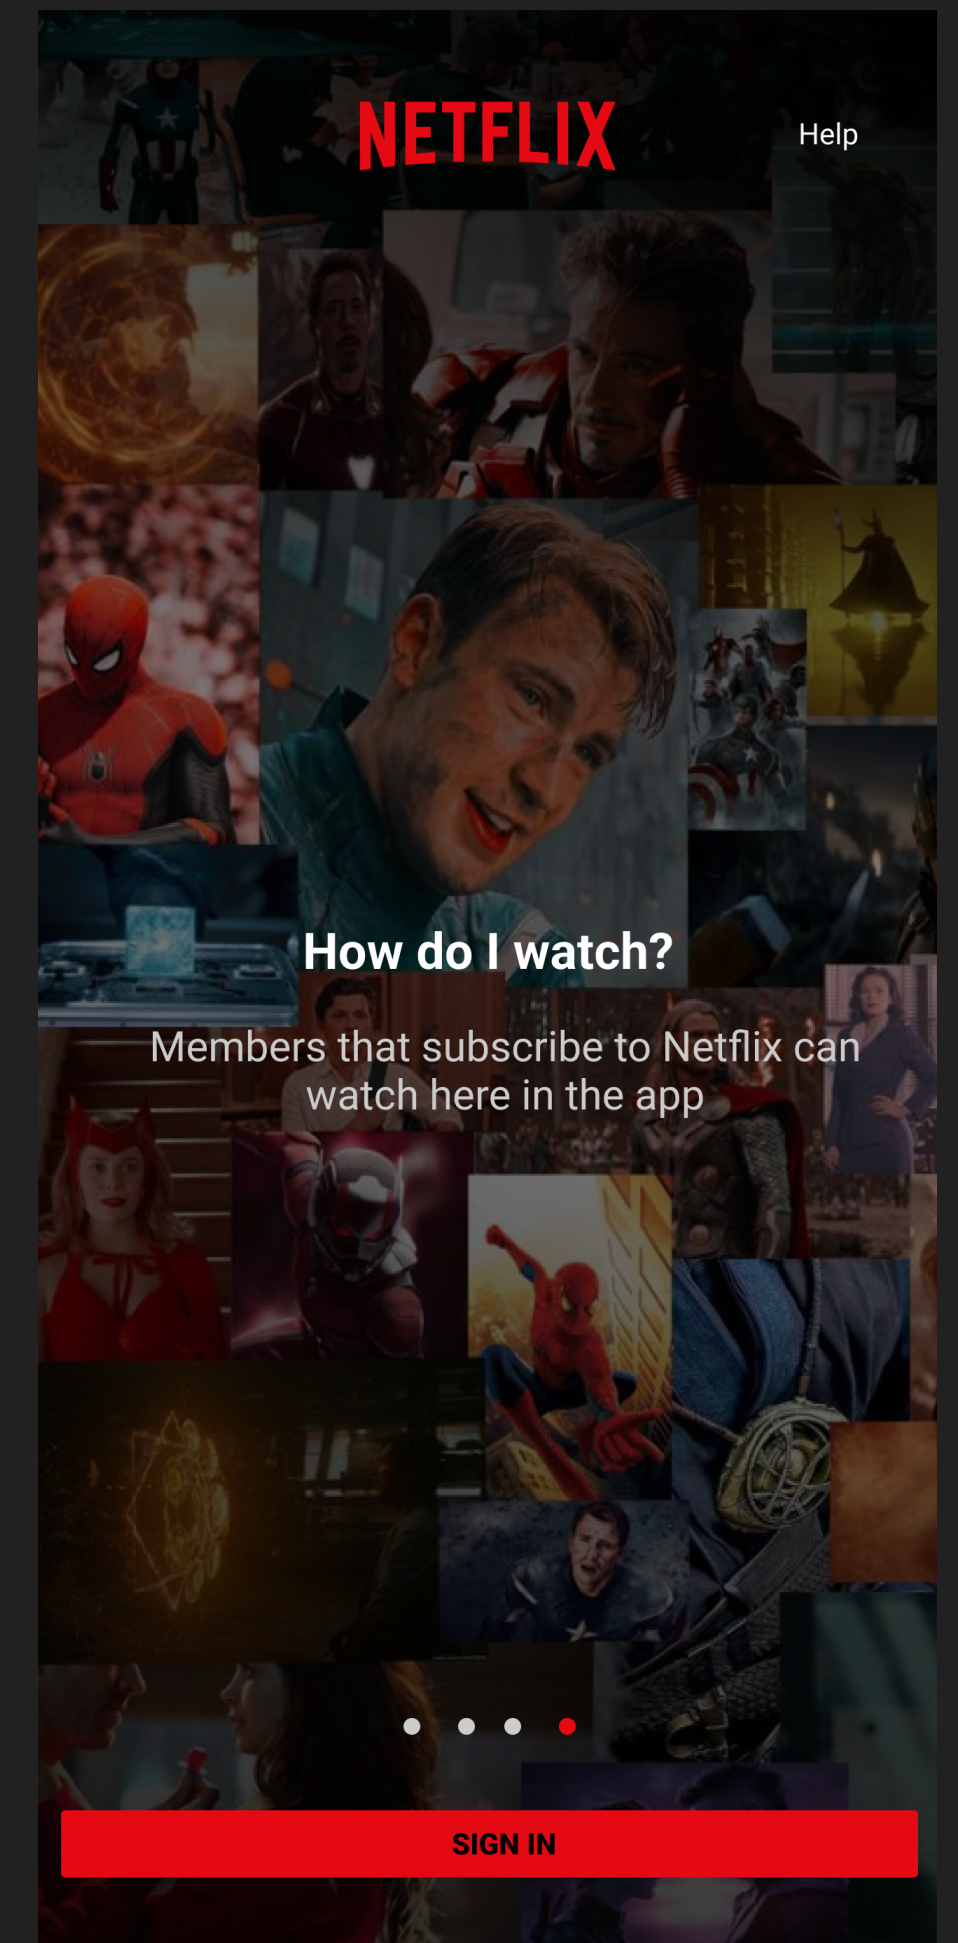 NETFLIX
Help
How do I watch?
Members that subscribe to Netflix can
watch here in the app
SIGN IN